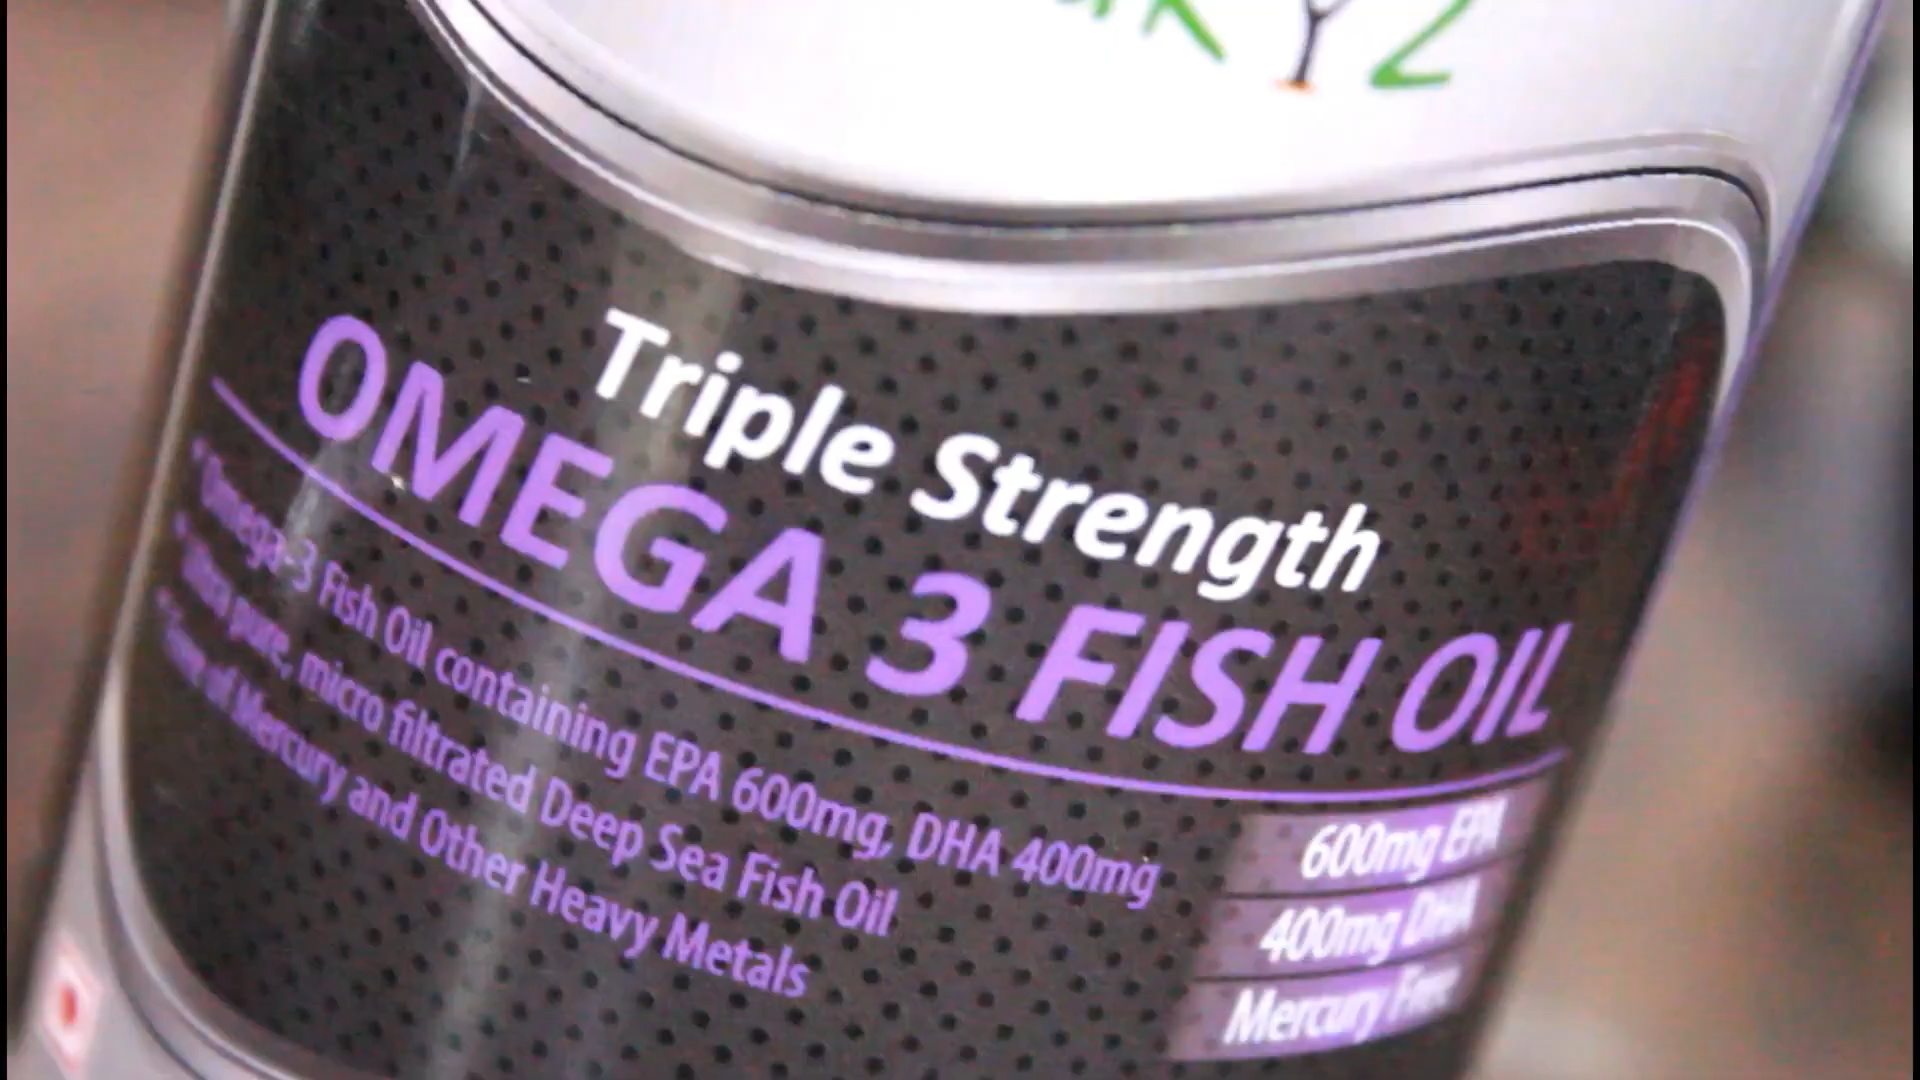 Triple Strength
OMEGA 3 FISH OIL
*Omega-3 Fish Oil containing EPA 600mg, DHA 400mg
pure, micro filtrated Deep Sea Fish Oil
of Mercury and Other Heavy Metals
600mg EPA
400mg DHA
Mercury Free